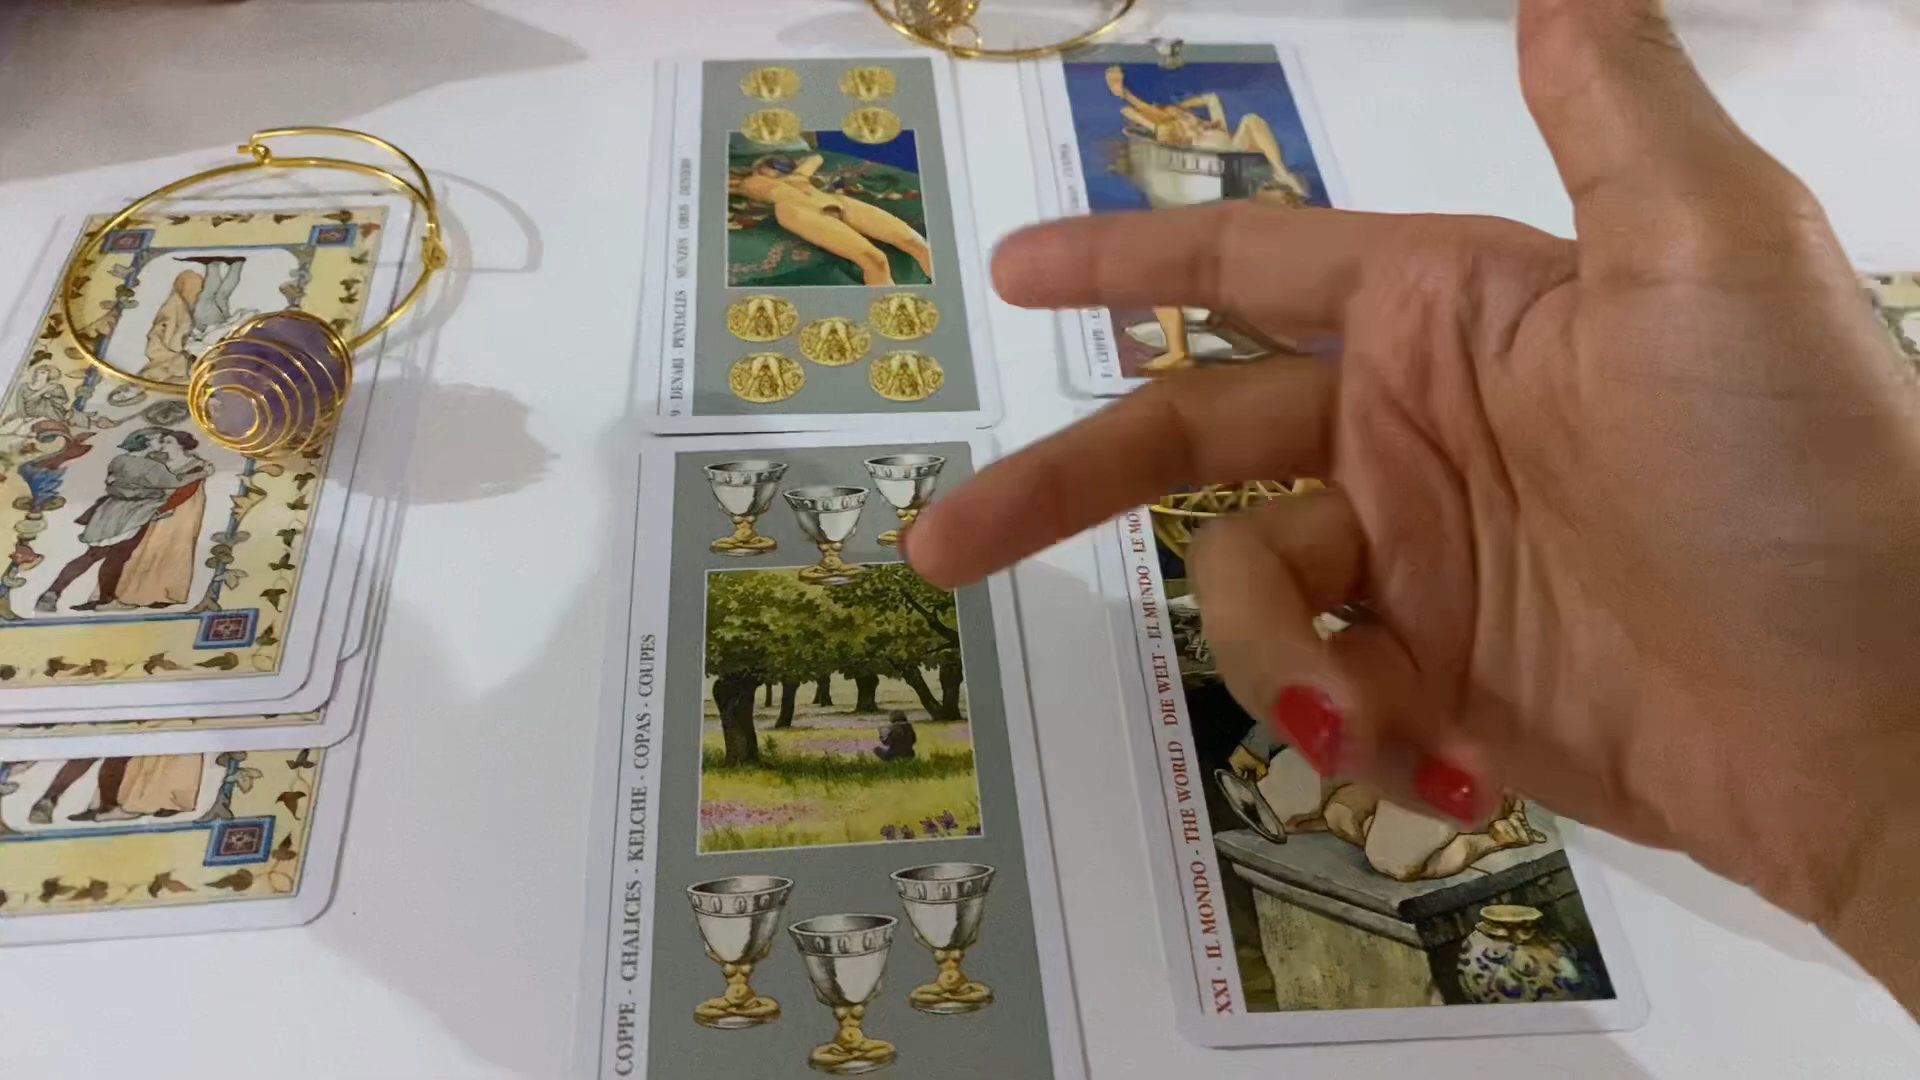 9 - DENARI - PENTACLES - MÜNZEN OROS DENIERS
COPPE - CHALICES - KELCHE - COPAS - COUPES
XXI - IL MONDO - THE WORLD DIE WELT - EL MUNDO - LE MO